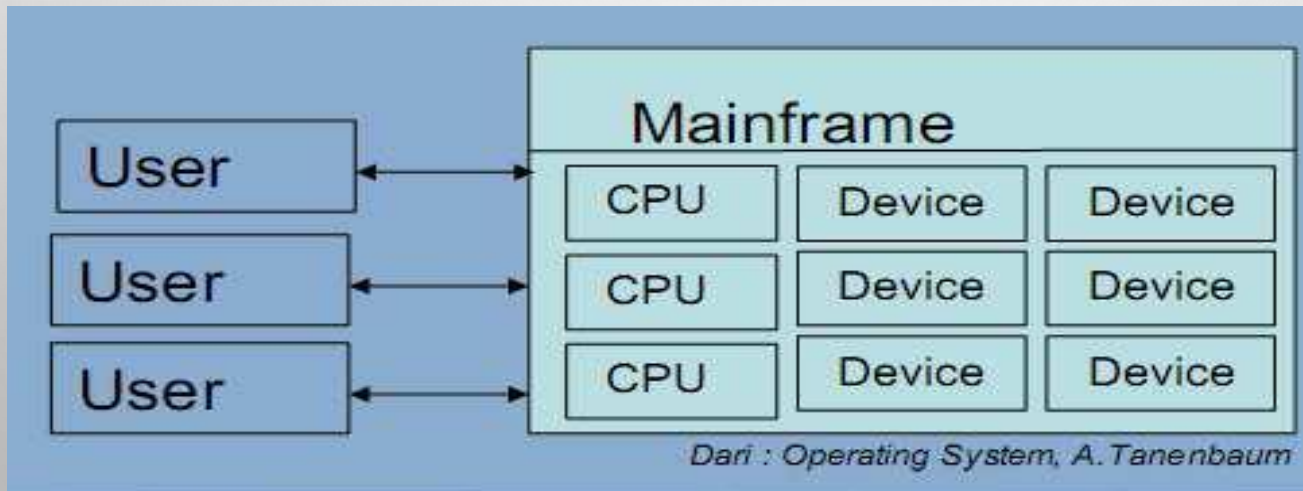 Mainframe
User
CPU Device Device
User
CPU Device Device
User
CPU Device Device
Dari : Operating System, A.Tanenbaum